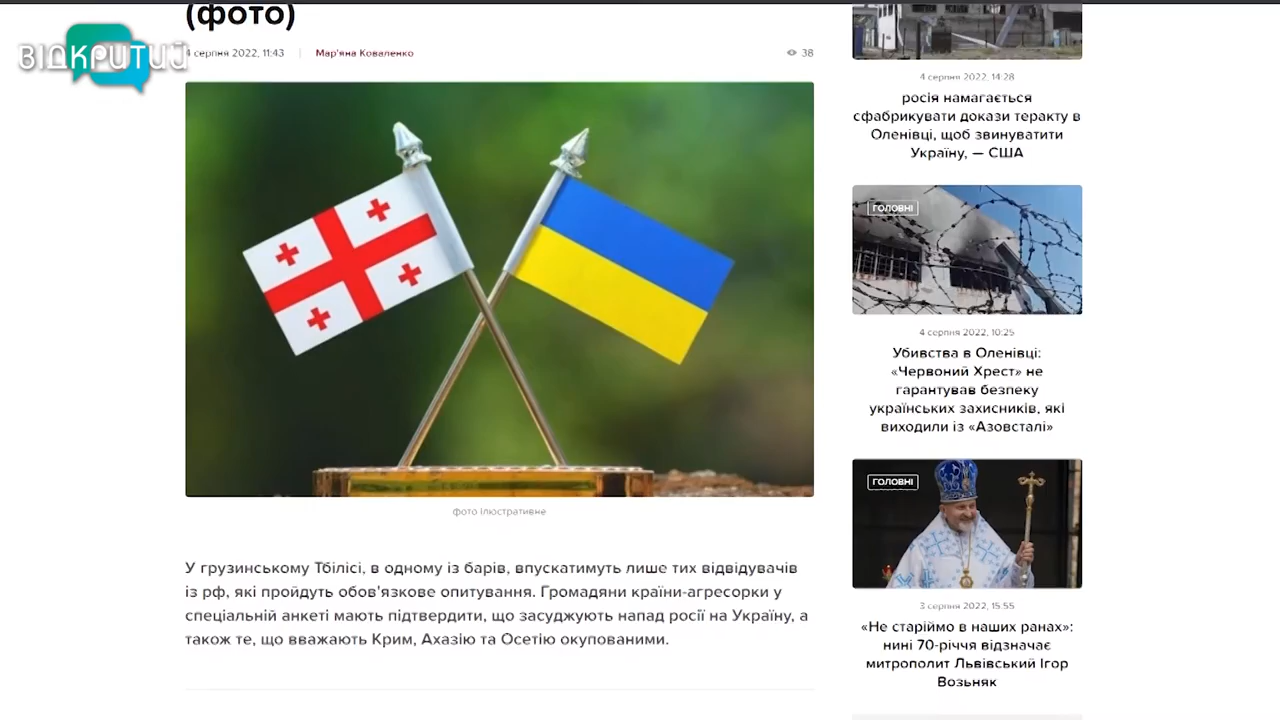 (фото)
ВІДКРИТИЙ
4 серпня 2022, 11:43
Мар'яна Коваленко
38
фото ілюстративне
У грузинському Тбілісі, в одному із барів, впускатимуть лише тих відвідувачів
із рф, які пройдуть обов'язкове опитування. Громадяни країни-агресорки у
спеціальній анкеті мають підтвердити, що засуджують напад росії на Україну, а
також те, що вважають Крим, Ахазію та Осетію окупованими.
4 серпня 2022, 14:28
росія намагається
сфабрикувати докази теракту в
Оленівці, щоб звинуватити
Україну, — США
ГОЛОВНІ
4 серпня 2022, 10:25
Убивства в Оленівці:
«Червоний Хрест» не
гарантував безпеку
українських захисників, які
виходили із «Азовсталі»
ГОЛОВНІ
3 серпня 2022, 15:55
«Не старіймо в наших ранах»:
нині 70-річчя відзначає
митрополит Львівський Ігор
Возьняк